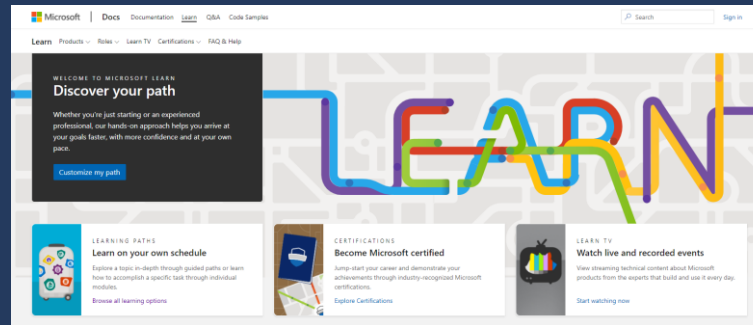 Microsoft Docs Documentation Learn Q&A Code Samples Search Sign in
Learn Products Roles Learn TV Certifications FAQ & Help
WELCOME TO MICROSOFT LEARN
Discover your path
Whether you're just starting or an experienced
professional, our hands-on approach helps you arrive at
your goals faster, with more confidence and at your own
pace.
Customize my path
LEARN
LEARNING PATHS
Learn on your own schedule
Explore a topic in-depth through guided paths or learn
how to accomplish a specific task through individual
modules.
Browse all learning options
CERTIFICATIONS
Become Microsoft certified
Jump-start your career and demonstrate your
achievements through industry-recognized Microsoft
certifications.
Explore Certifications
LEARN TV
Watch live and recorded events
View streaming technical content about Microsoft
products from the experts that build and use it every day.
Start watching now